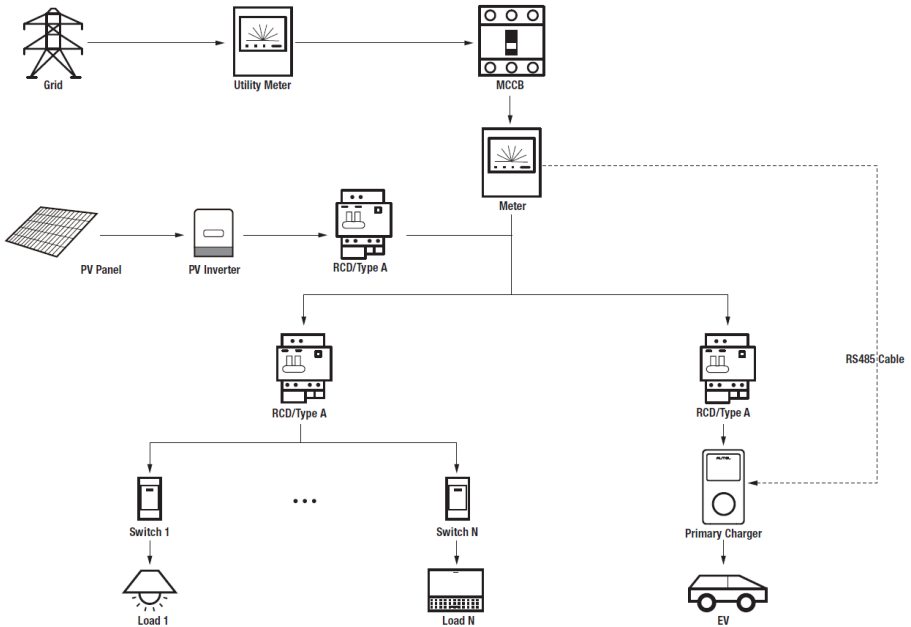 Grid
Utility Meter
MCCB
Meter
PV Panel
PV Inverter
RCD/Type A
RS485 Cable
RCD/Type A
RCD/Type A
AUTEL
Switch 1
Switch N
Primary Charger
Load 1
Load N
EV